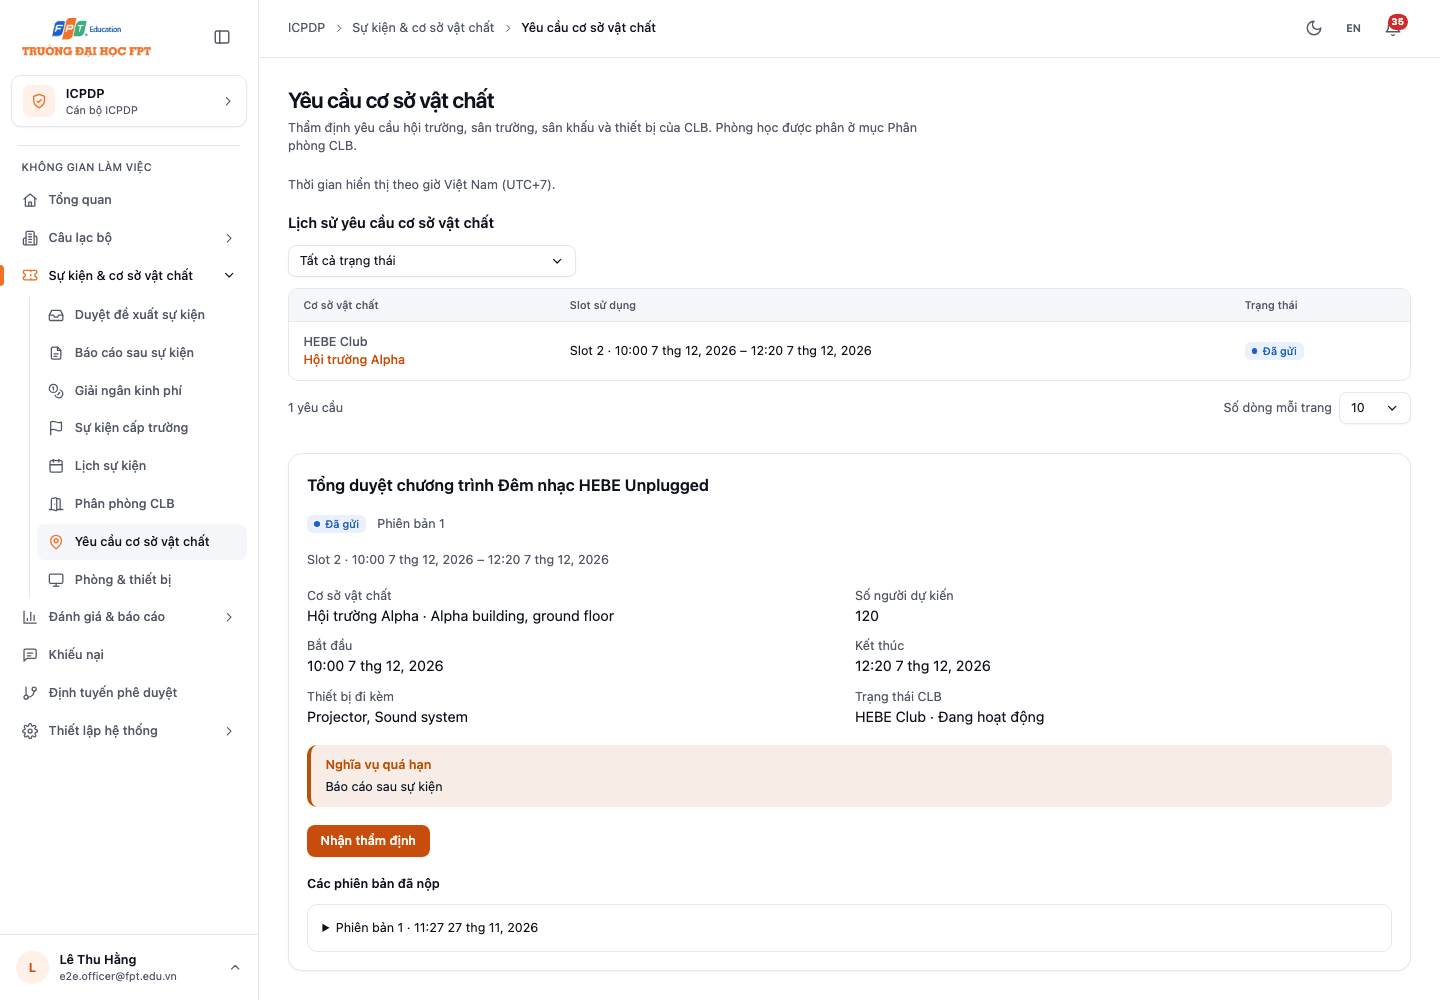 FPT Education
TRƯỜNG ĐẠI HỌC FPT
ICPDP
Cán bộ ICPDP
KHÔNG GIAN LÀM VIỆC
Tổng quan
Câu lạc bộ
Sự kiện & cơ sở vật chất
Duyệt đề xuất sự kiện
Báo cáo sau sự kiện
Giải ngân kinh phí
Sự kiện cấp trường
Lịch sự kiện
Phân phòng CLB
Yêu cầu cơ sở vật chất
Phòng & thiết bị
Đánh giá & báo cáo
Khiếu nại
Định tuyến phê duyệt
Thiết lập hệ thống
L
Lê Thu Hằng
e2e.officer@fpt.edu.vn
ICPDP > Sự kiện & cơ sở vật chất > Yêu cầu cơ sở vật chất
EN
35
Yêu cầu cơ sở vật chất
Thẩm định yêu cầu hội trường, sân trường, sân khấu và thiết bị của CLB. Phòng học được phân ở mục Phân
phòng CLB.
Thời gian hiển thị theo giờ Việt Nam (UTC+7).
Lịch sử yêu cầu cơ sở vật chất
Tất cả trạng thái
Cơ sở vật chất Slot sử dụng Trạng thái
HEBE Club
Hội trường Alpha
Slot 2 · 10:00 7 thg 12, 2026 – 12:20 7 thg 12, 2026
Đã gửi
1 yêu cầu
Số dòng mỗi trang 10
Tổng duyệt chương trình Đêm nhạc HEBE Unplugged
Đã gửi Phiên bản 1
Slot 2 · 10:00 7 thg 12, 2026 – 12:20 7 thg 12, 2026
Cơ sở vật chất
Hội trường Alpha · Alpha building, ground floor
Số người dự kiến
120
Bắt đầu
10:00 7 thg 12, 2026
Kết thúc
12:20 7 thg 12, 2026
Thiết bị đi kèm
Projector, Sound system
Trạng thái CLB
HEBE Club · Đang hoạt động
Nghĩa vụ quá hạn
Báo cáo sau sự kiện
Nhận thẩm định
Các phiên bản đã nộp
Phiên bản 1 · 11:27 27 thg 11, 2026